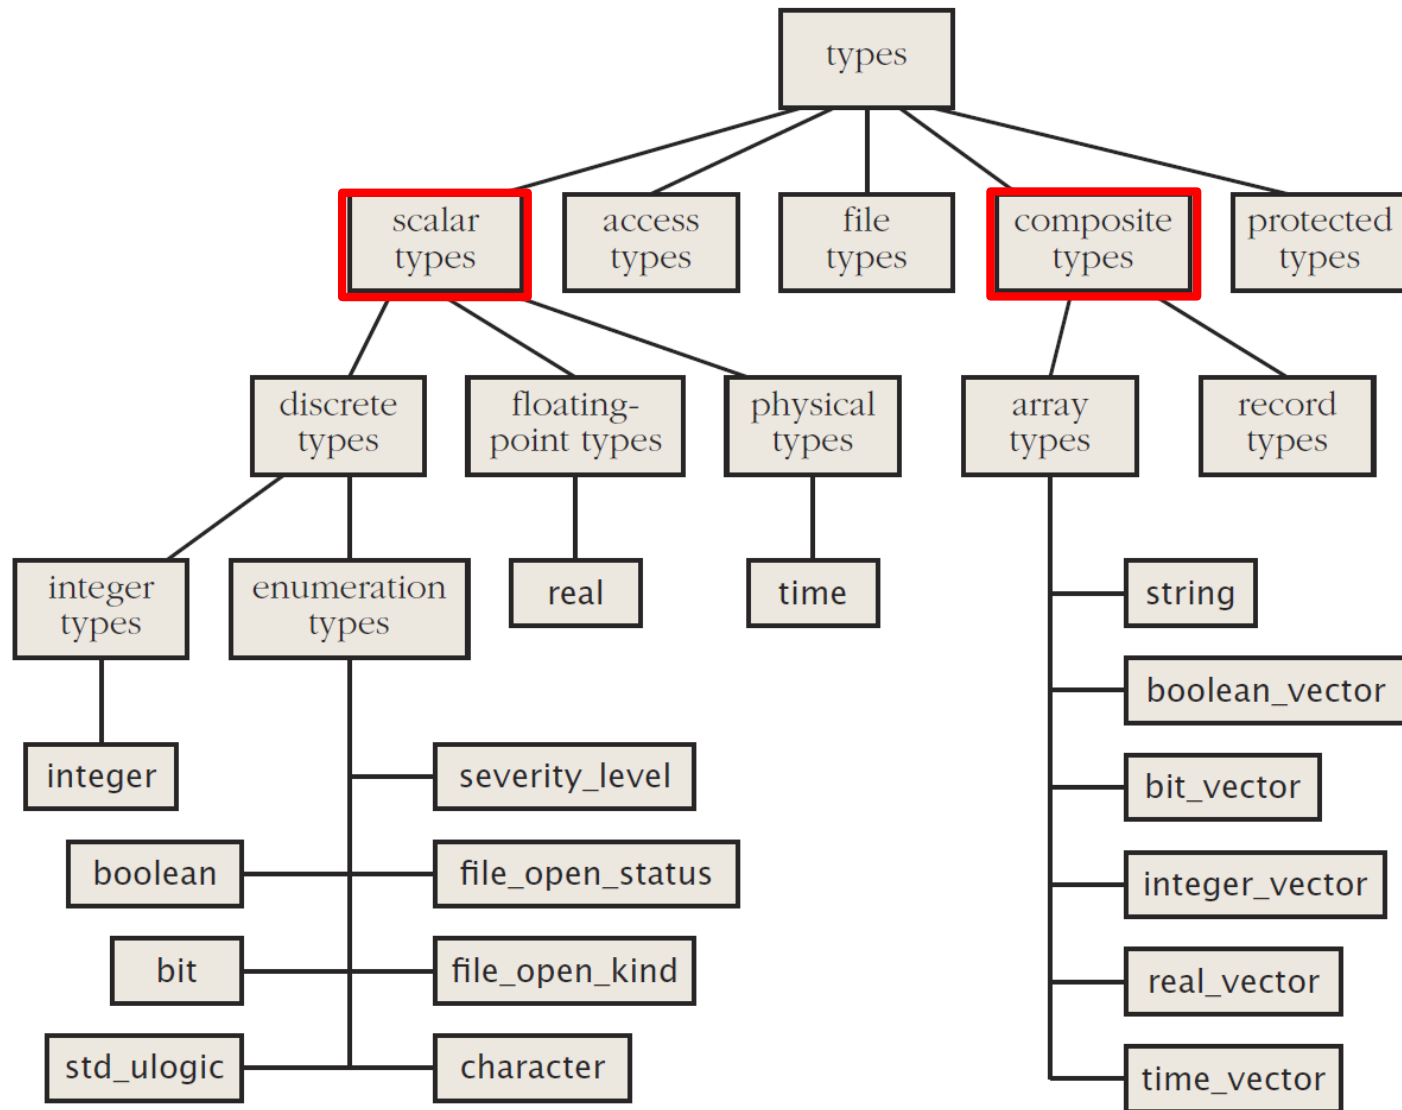 types
scalar
types
access
types
file
types
composite
types
protected
types
discrete
types
floating-
point types
physical
types
array
types
record
types
integer
types
enumeration
types
real
time
string
boolean_vector
integer
severity_level
bit_vector
boolean
file_open_status
integer_vector
bit
file_open_kind
real_vector
std_ulogic
character
time_vector